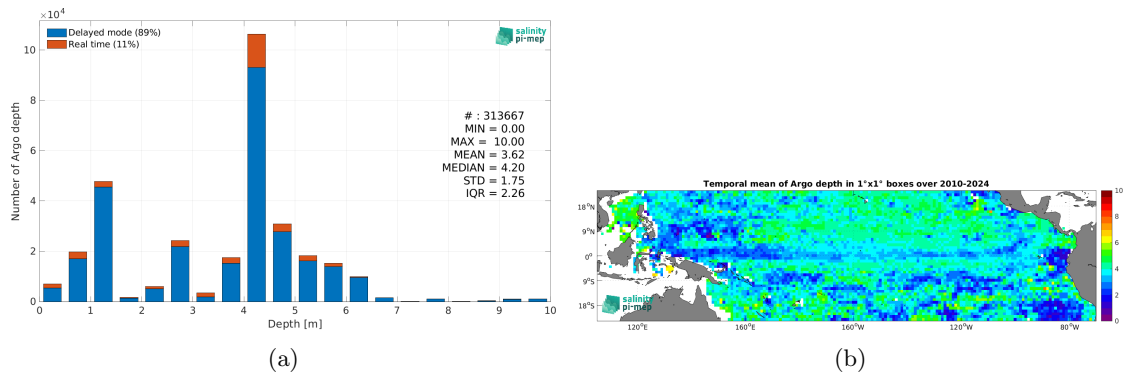 ×10⁴
Delayed mode (89%)
Real time (11%)
salinity
pi-mep
10
8
6
4
2
0
Number of Argo depth
# : 313667
MIN = 0.00
MAX = 10.00
MEAN = 3.62
MEDIAN = 4.20
STD = 1.75
IQR = 2.26
0 1 2 3 4 5 6 7 8 9 10
Depth [m]
(a)
Temporal mean of Argo depth in 1°x1° boxes over 2010-2024
18°N
9°N
0°
9°S
18°S
salinity
pi-mep
120°E 160°E 160°W 120°W 80°W
10
8
6
4
2
0
(b)